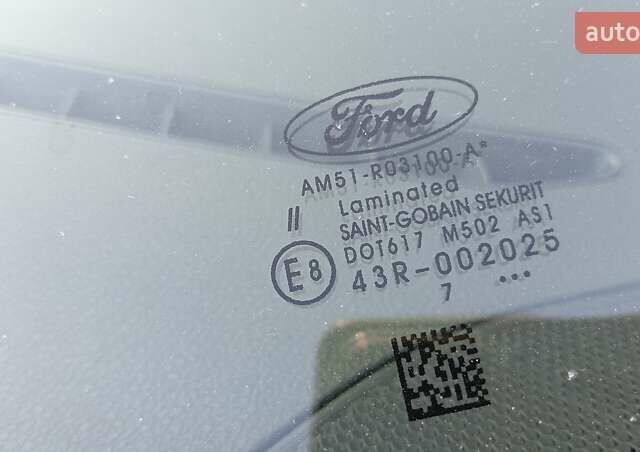 auto
Ford
AM51-R03100-A*
II Laminated
SAINT-GOBAIN SEKURIT
DOT617 M502 AS1
E8 43R-002025
7 ...